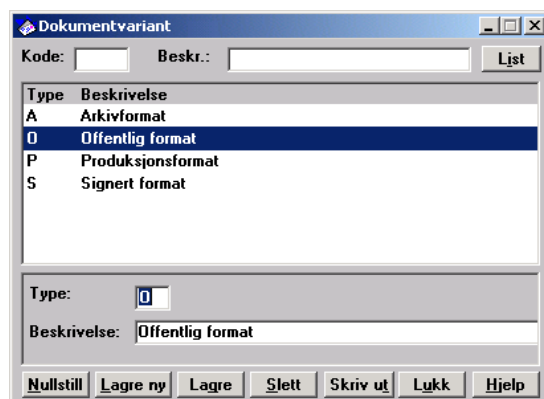 Dokumentvariant
Kode: Beskr.: List
Type Beskrivelse
A Arkivformat
O Offentlig format
P Produksjonsformat
S Signert format
Type: O
Beskrivelse: Offentlig format
Nullstill Lagre ny Lagre Slett Skriv ut Lukk Hjelp